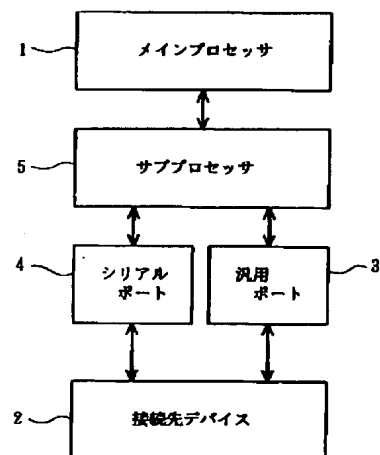 1
メインプロセッサ
5
サブプロセッサ
4
シリアル
ポート
汎用
ポート
3
2
接続先デバイス